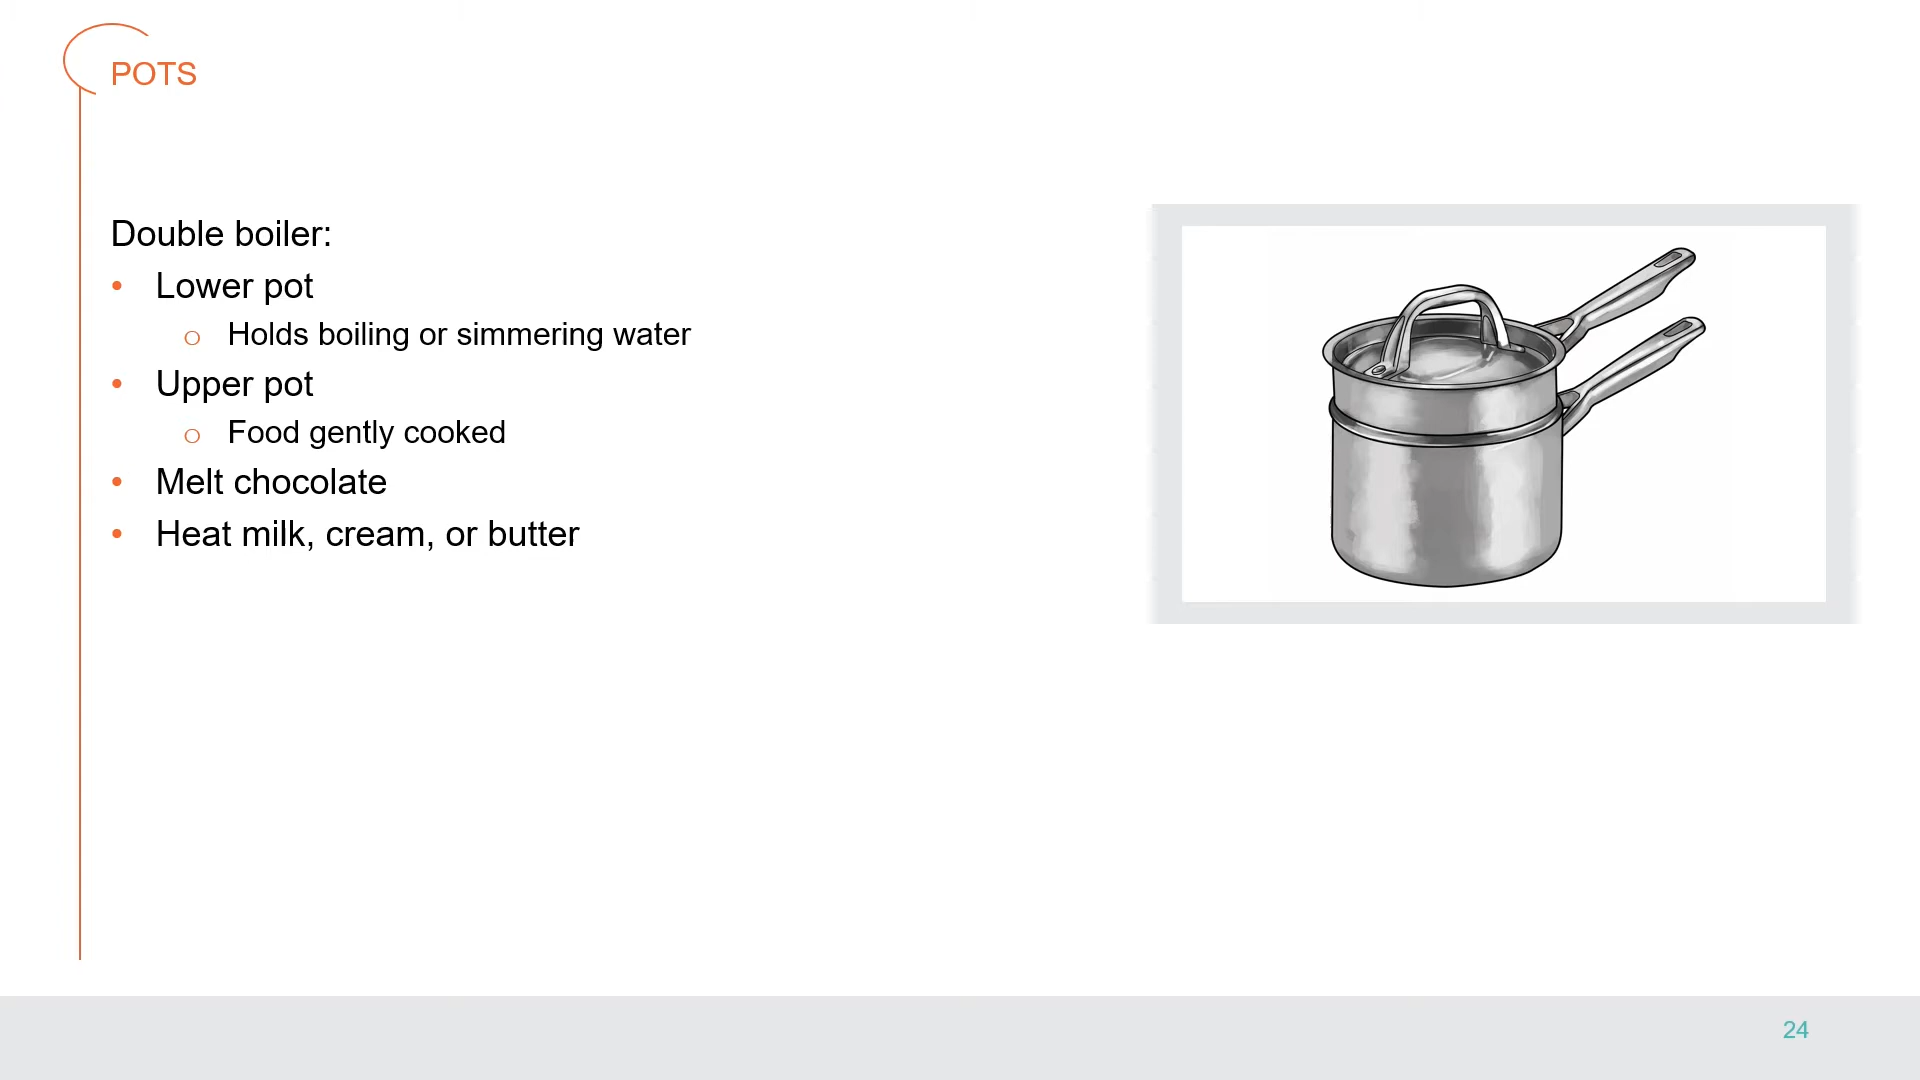 POTS
Double boiler:
• Lower pot
o Holds boiling or simmering water
• Upper pot
o Food gently cooked
• Melt chocolate
• Heat milk, cream, or butter
24